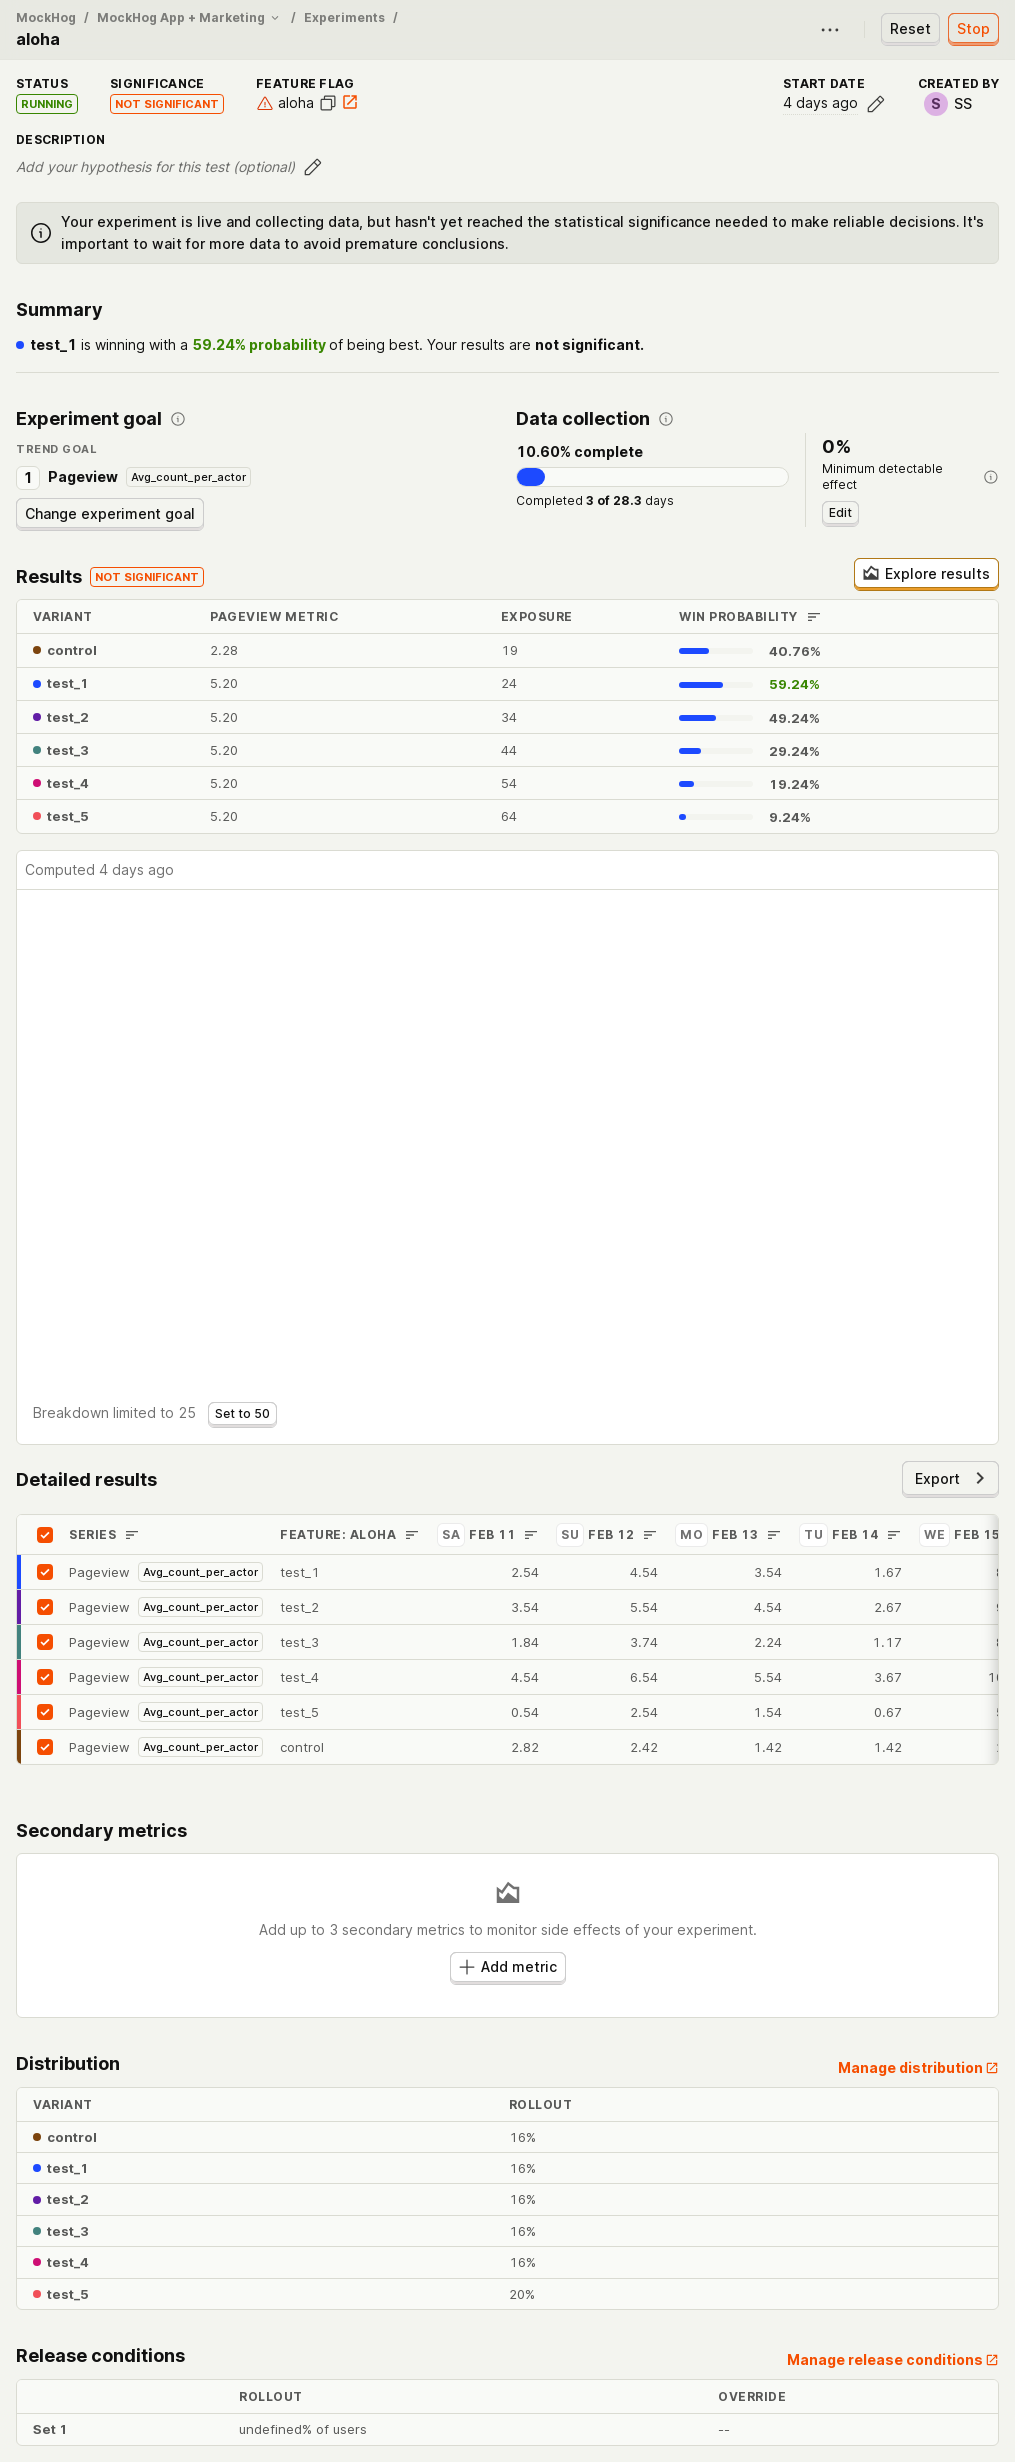 MockHog / MockHog App + Marketing / Experiments /
aloha
Reset
Stop
STATUS
RUNNING
SIGNIFICANCE
NOT SIGNIFICANT
FEATURE FLAG
aloha
START DATE
4 days ago
CREATED BY
S SS
DESCRIPTION
Add your hypothesis for this test (optional)
Your experiment is live and collecting data, but hasn't yet reached the statistical significance needed to make reliable decisions. It's
important to wait for more data to avoid premature conclusions.
Summary
test_1 is winning with a 59.24% probability of being best. Your results are not significant.
Experiment goal
TREND GOAL
1 Pageview Avg_count_per_actor
Change experiment goal
Data collection
10.60% complete
Completed 3 of 28.3 days
0%
Minimum detectable
effect
Edit
Results NOT SIGNIFICANT
Explore results
VARIANT PAGEVIEW METRIC EXPOSURE WIN PROBABILITY
control 2.28 19 40.76%
test_1 5.20 24 59.24%
test_2 5.20 34 49.24%
test_3 5.20 44 29.24%
test_4 5.20 54 19.24%
test_5 5.20 64 9.24%
Computed 4 days ago
Breakdown limited to 25 Set to 50
Detailed results
Export
SERIES FEATURE: ALOHA SA FEB 11 SU FEB 12 MO FEB 13 TU FEB 14 WE FEB 15
Pageview Avg_count_per_actor test_1 2.54 4.54 3.54 1.67
Pageview Avg_count_per_actor test_2 3.54 5.54 4.54 2.67
Pageview Avg_count_per_actor test_3 1.84 3.74 2.24 1.17
Pageview Avg_count_per_actor test_4 4.54 6.54 5.54 3.67
Pageview Avg_count_per_actor test_5 0.54 2.54 1.54 0.67
Pageview Avg_count_per_actor control 2.82 2.42 1.42 1.42
Secondary metrics
Add up to 3 secondary metrics to monitor side effects of your experiment.
Add metric
Distribution
Manage distribution
VARIANT ROLLOUT
control 16%
test_1 16%
test_2 16%
test_3 16%
test_4 16%
test_5 20%
Release conditions
Manage release conditions
ROLLOUT OVERRIDE
Set 1 undefined% of users --